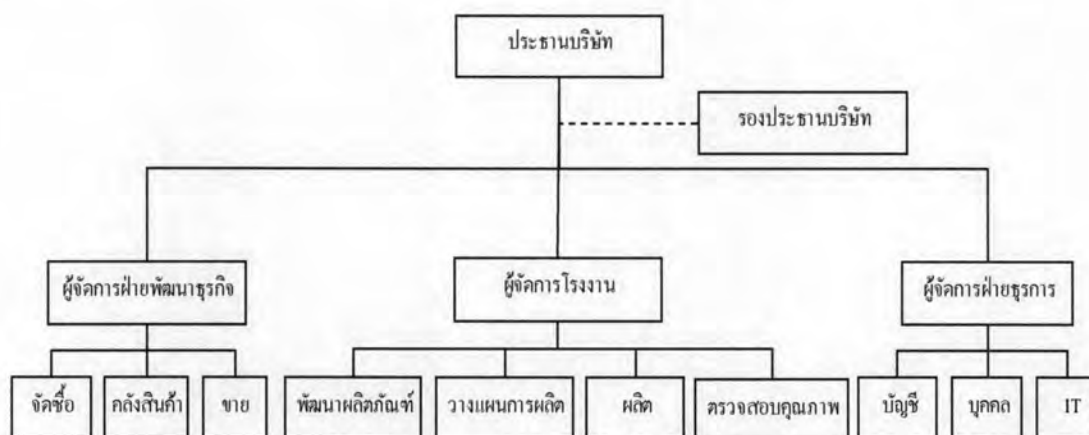 ประธานบริษัท
รองประธานบริษัท
ผู้จัดการฝ่ายพัฒนาธุรกิจ
ผู้จัดการโรงงาน
ผู้จัดการฝ่ายธุรการ
จัดซื้อ
คลังสินค้า
ขาย
พัฒนาผลิตภัณฑ์
วางแผนการผลิต
ผลิต
ตรวจสอบคุณภาพ
บัญชี
บุคคล
IT